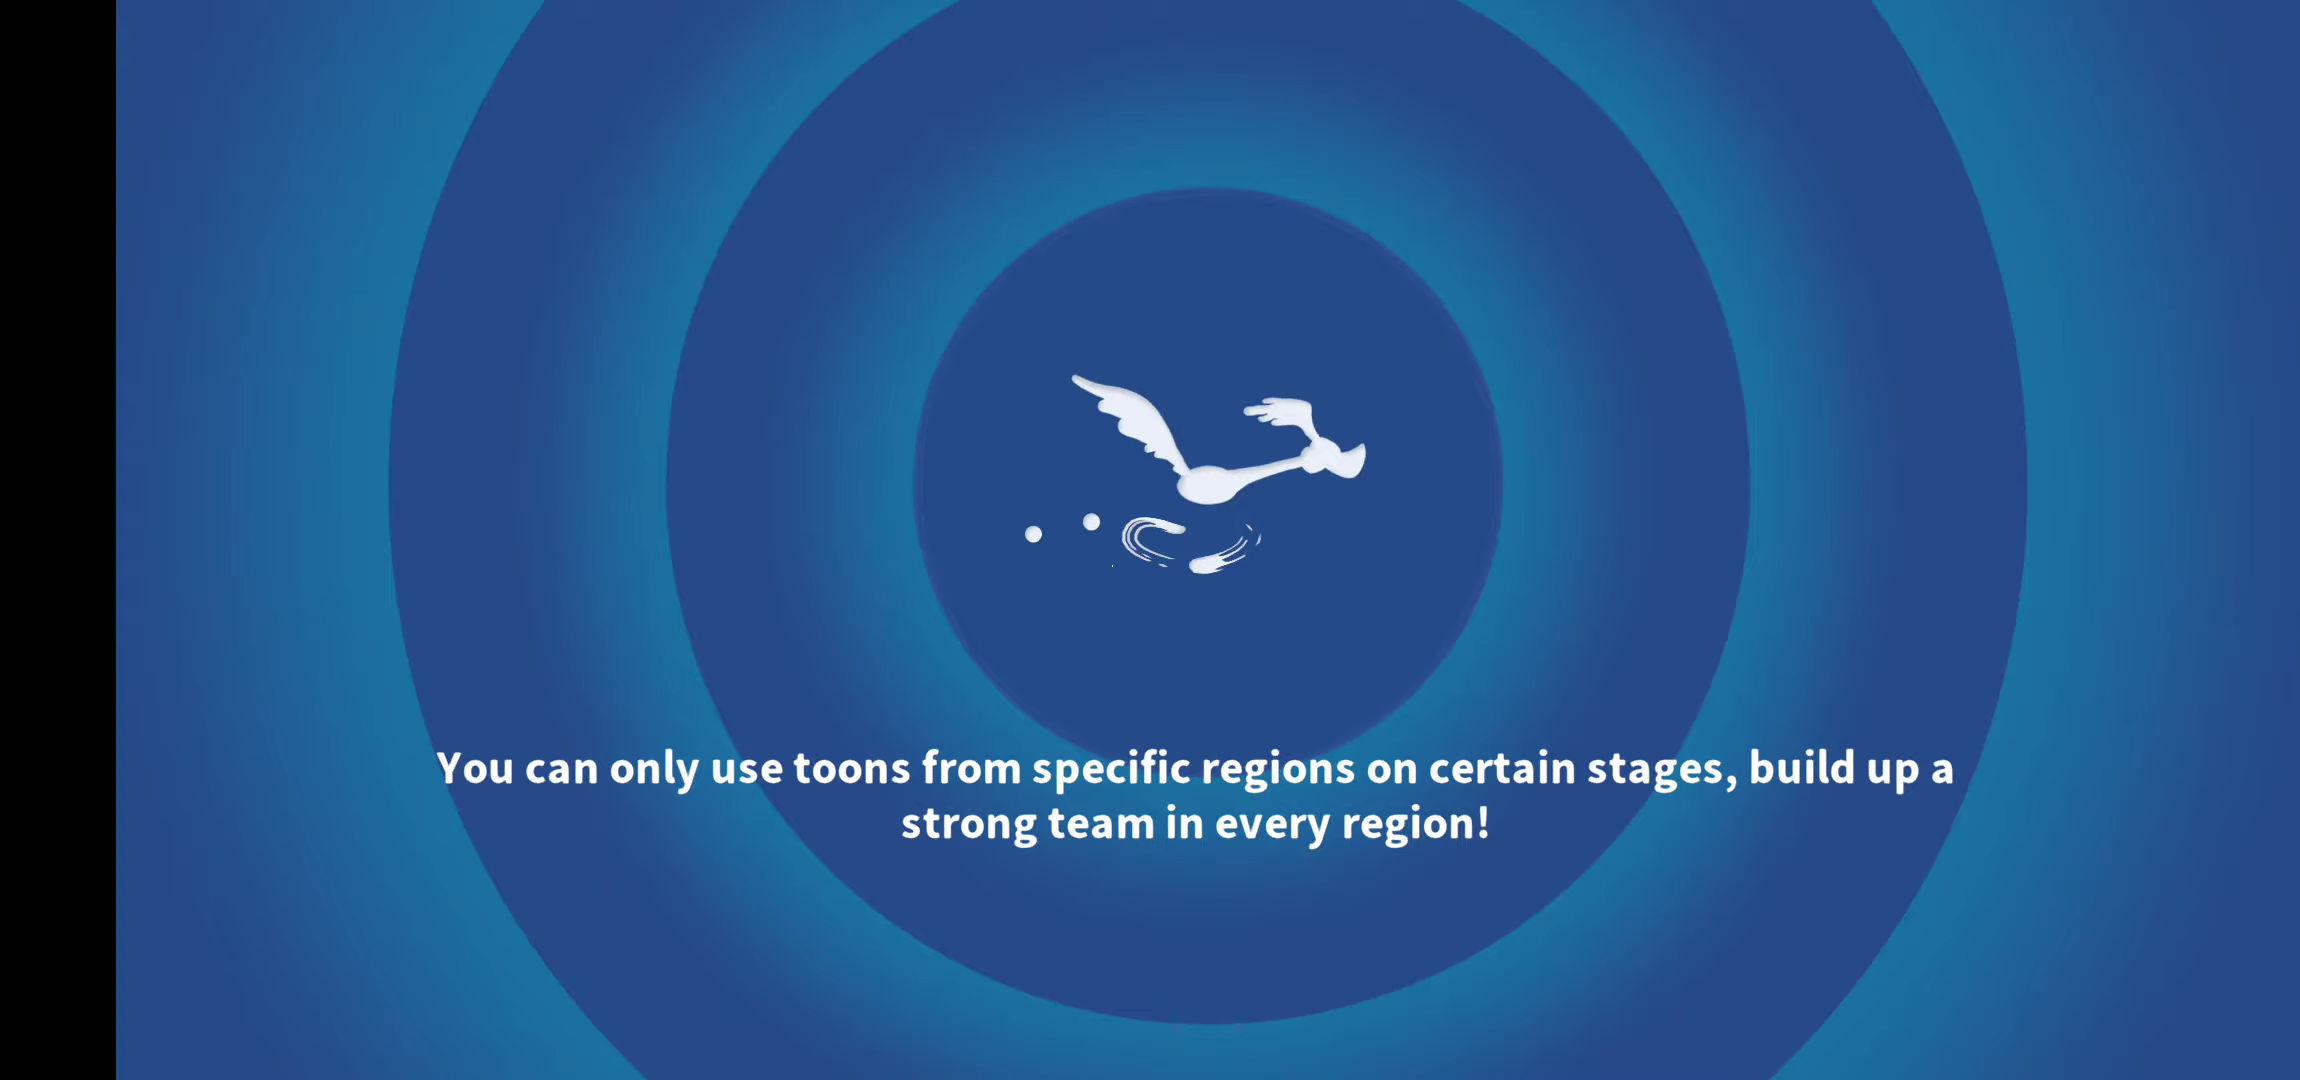 You can only use toons from specific regions on certain stages, build up a
strong team in every region!